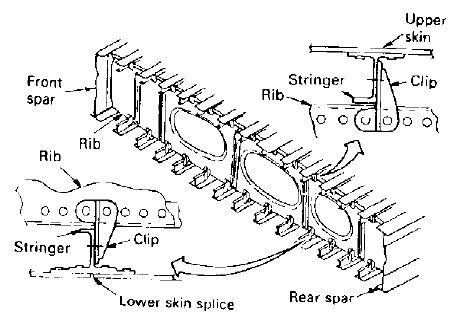 Upper
skin
Front
spar
Stringer
Clip
Rib
Rib
Rib
Stringer
Clip
Lower skin splice
Rear spar